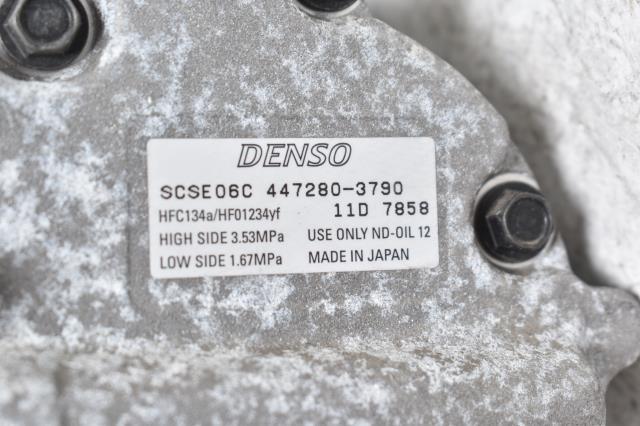 DENSO
SCSE06C 447280-3790
HFC134a/HFO1234yf 11D 7858
HIGH SIDE 3.53MPa USE ONLY ND-OIL 12
LOW SIDE 1.67MPa MADE IN JAPAN